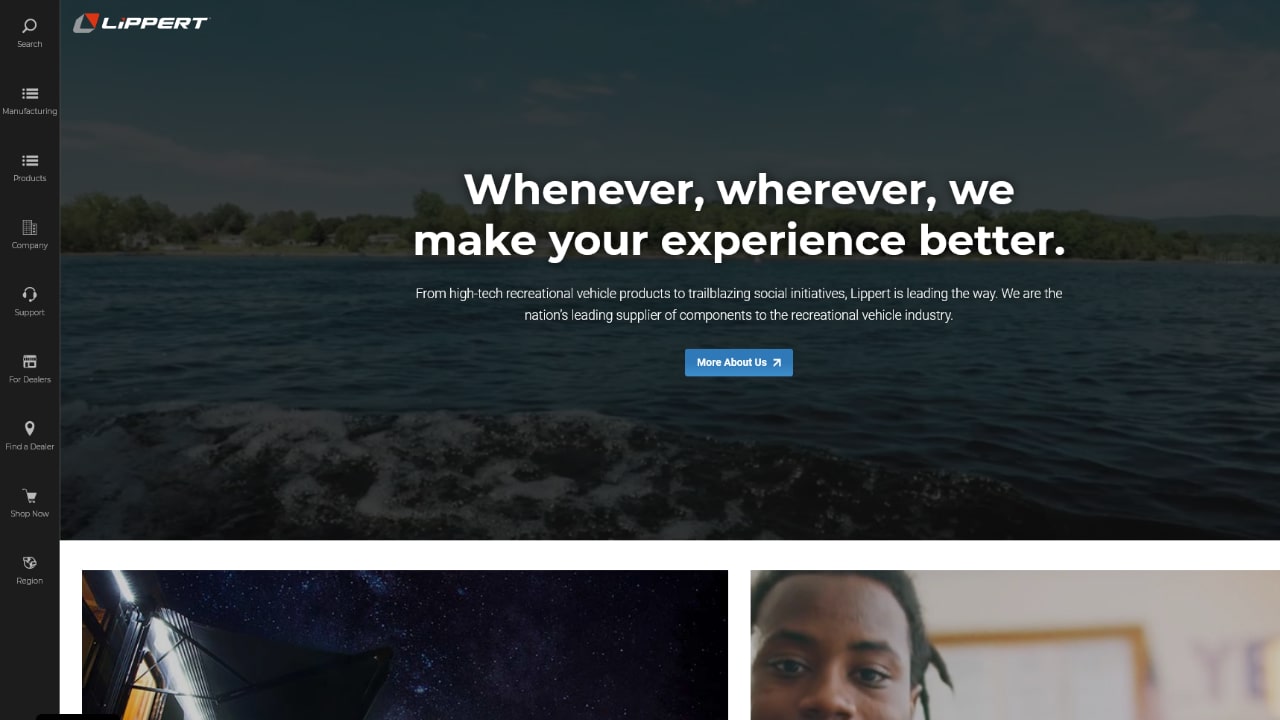 LIPPERT
Search
Manufacturing
Products
Company
Support
For Dealers
Find a Dealer
Shop Now
Region
Whenever, wherever, we
make your experience better.
From high-tech recreational vehicle products to trailblazing social initiatives, Lippert is leading the way. We are the
nation's leading supplier of components to the recreational vehicle industry.
More About Us
YE